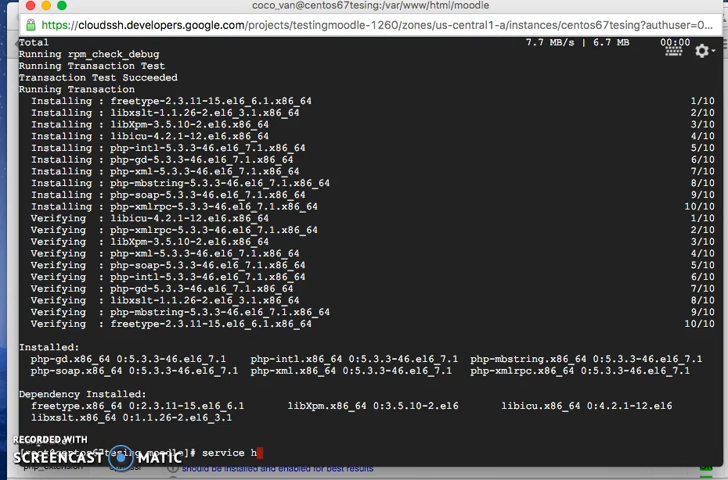 coco_van@centos67tesing:/var/www/html/moodle
https://cloudssh.developers.google.com/projects/testingmoodle-1260/zones/us-central1-a/instances/centos67tesing?authuser=0...
Total 7.7 MB/s | 6.7 MB 00:00
Running rpm_check_debug
Running Transaction Test
Transaction Test Succeeded
Running Transaction
Installing : freetype-2.3.11-15.el6_6.1.x86_64 1/10
Installing : libxslt-1.1.26-2.el6_3.1.x86_64 2/10
Installing : libXpm-3.5.10-2.el6.x86_64 3/10
Installing : libicu-4.2.1-12.el6.x86_64 4/10
Installing : php-intl-5.3.3-46.el6_7.1.x86_64 5/10
Installing : php-gd-5.3.3-46.el6_7.1.x86_64 6/10
Installing : php-xml-5.3.3-46.el6_7.1.x86_64 7/10
Installing : php-mbstring-5.3.3-46.el6_7.1.x86_64 8/10
Installing : php-soap-5.3.3-46.el6_7.1.x86_64 9/10
Installing : php-xmlrpc-5.3.3-46.el6_7.1.x86_64 10/10
Verifying : libicu-4.2.1-12.el6.x86_64 1/10
Verifying : php-xmlrpc-5.3.3-46.el6_7.1.x86_64 2/10
Verifying : libXpm-3.5.10-2.el6.x86_64 3/10
Verifying : php-xml-5.3.3-46.el6_7.1.x86_64 4/10
Verifying : php-soap-5.3.3-46.el6_7.1.x86_64 5/10
Verifying : php-intl-5.3.3-46.el6_7.1.x86_64 6/10
Verifying : php-gd-5.3.3-46.el6_7.1.x86_64 7/10
Verifying : libxslt-1.1.26-2.el6_3.1.x86_64 8/10
Verifying : php-mbstring-5.3.3-46.el6_7.1.x86_64 9/10
Verifying : freetype-2.3.11-15.el6_6.1.x86_64 10/10
Installed:
php-gd.x86_64 0:5.3.3-46.el6_7.1 php-intl.x86_64 0:5.3.3-46.el6_7.1 php-mbstring.x86_64 0:5.3.3-46.el6_7.1
php-soap.x86_64 0:5.3.3-46.el6_7.1 php-xml.x86_64 0:5.3.3-46.el6_7.1 php-xmlrpc.x86_64 0:5.3.3-46.el6_7.1
Dependency Installed:
freetype.x86_64 0:2.3.11-15.el6_6.1 libXpm.x86_64 0:3.5.10-2.el6 libicu.x86_64 0:4.2.1-12.el6
libxslt.x86_64 0:1.1.26-2.el6_3.1
RECORDED WITH
[root@centos67tesing moodle]# service h
SCREENCAST MATIC
php_extension should be installed and enabled for best results